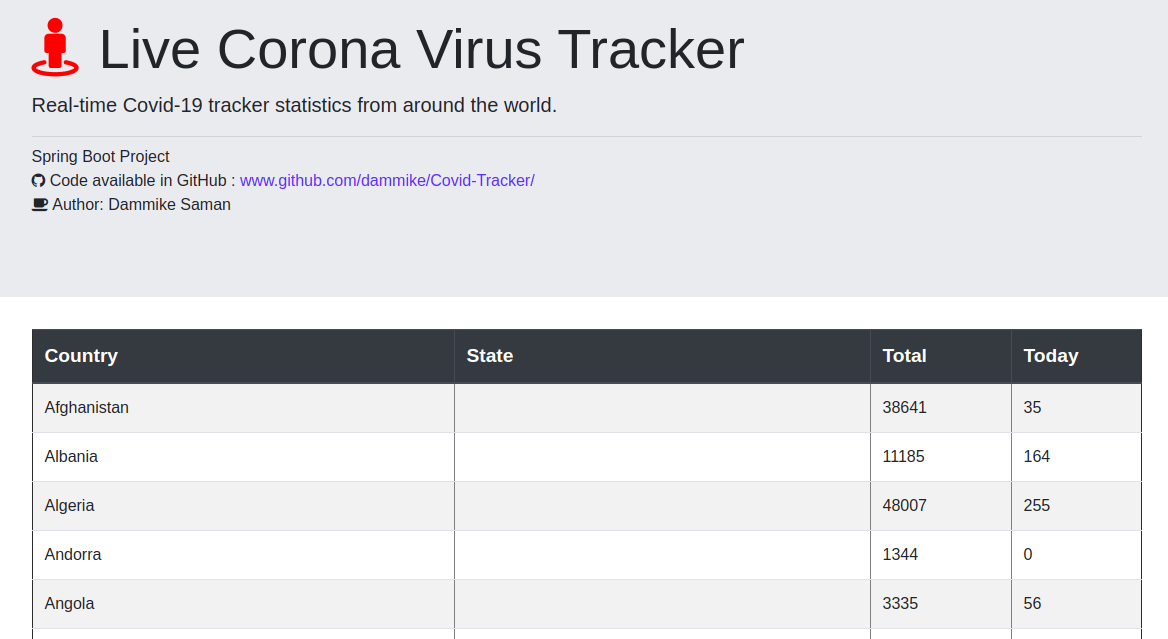 Live Corona Virus Tracker
Real-time Covid-19 tracker statistics from around the world.
Spring Boot Project
Code available in GitHub : www.github.com/dammike/Covid-Tracker/
Author: Dammike Saman
Country State Total Today
Afghanistan 38641 35
Albania 11185 164
Algeria 48007 255
Andorra 1344 0
Angola 3335 56